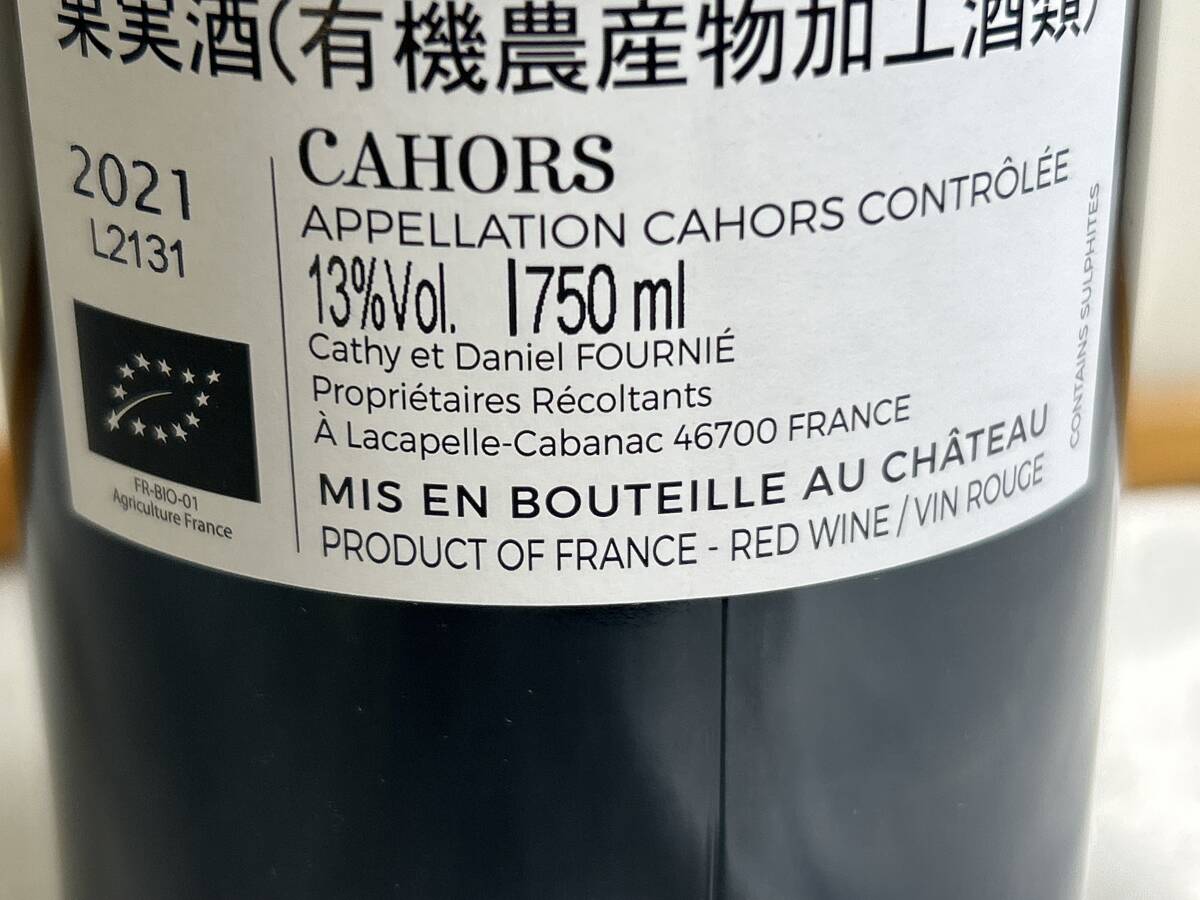 果実酒(有機農産物加工酒類)
2021
L2131
FR-BIO-01
Agriculture France
CAHORS
APPELLATION CAHORS CONTRÔLÉE
13%Vol. 750 ml
Cathy et Daniel FOURNIÉ
Propriétaires Récoltants
À Lacapelle-Cabanac 46700 FRANCE
MIS EN BOUTEILLE AU CHÂTEAU
PRODUCT OF FRANCE - RED WINE / VIN ROUGE
CONTAINS SULPHITES